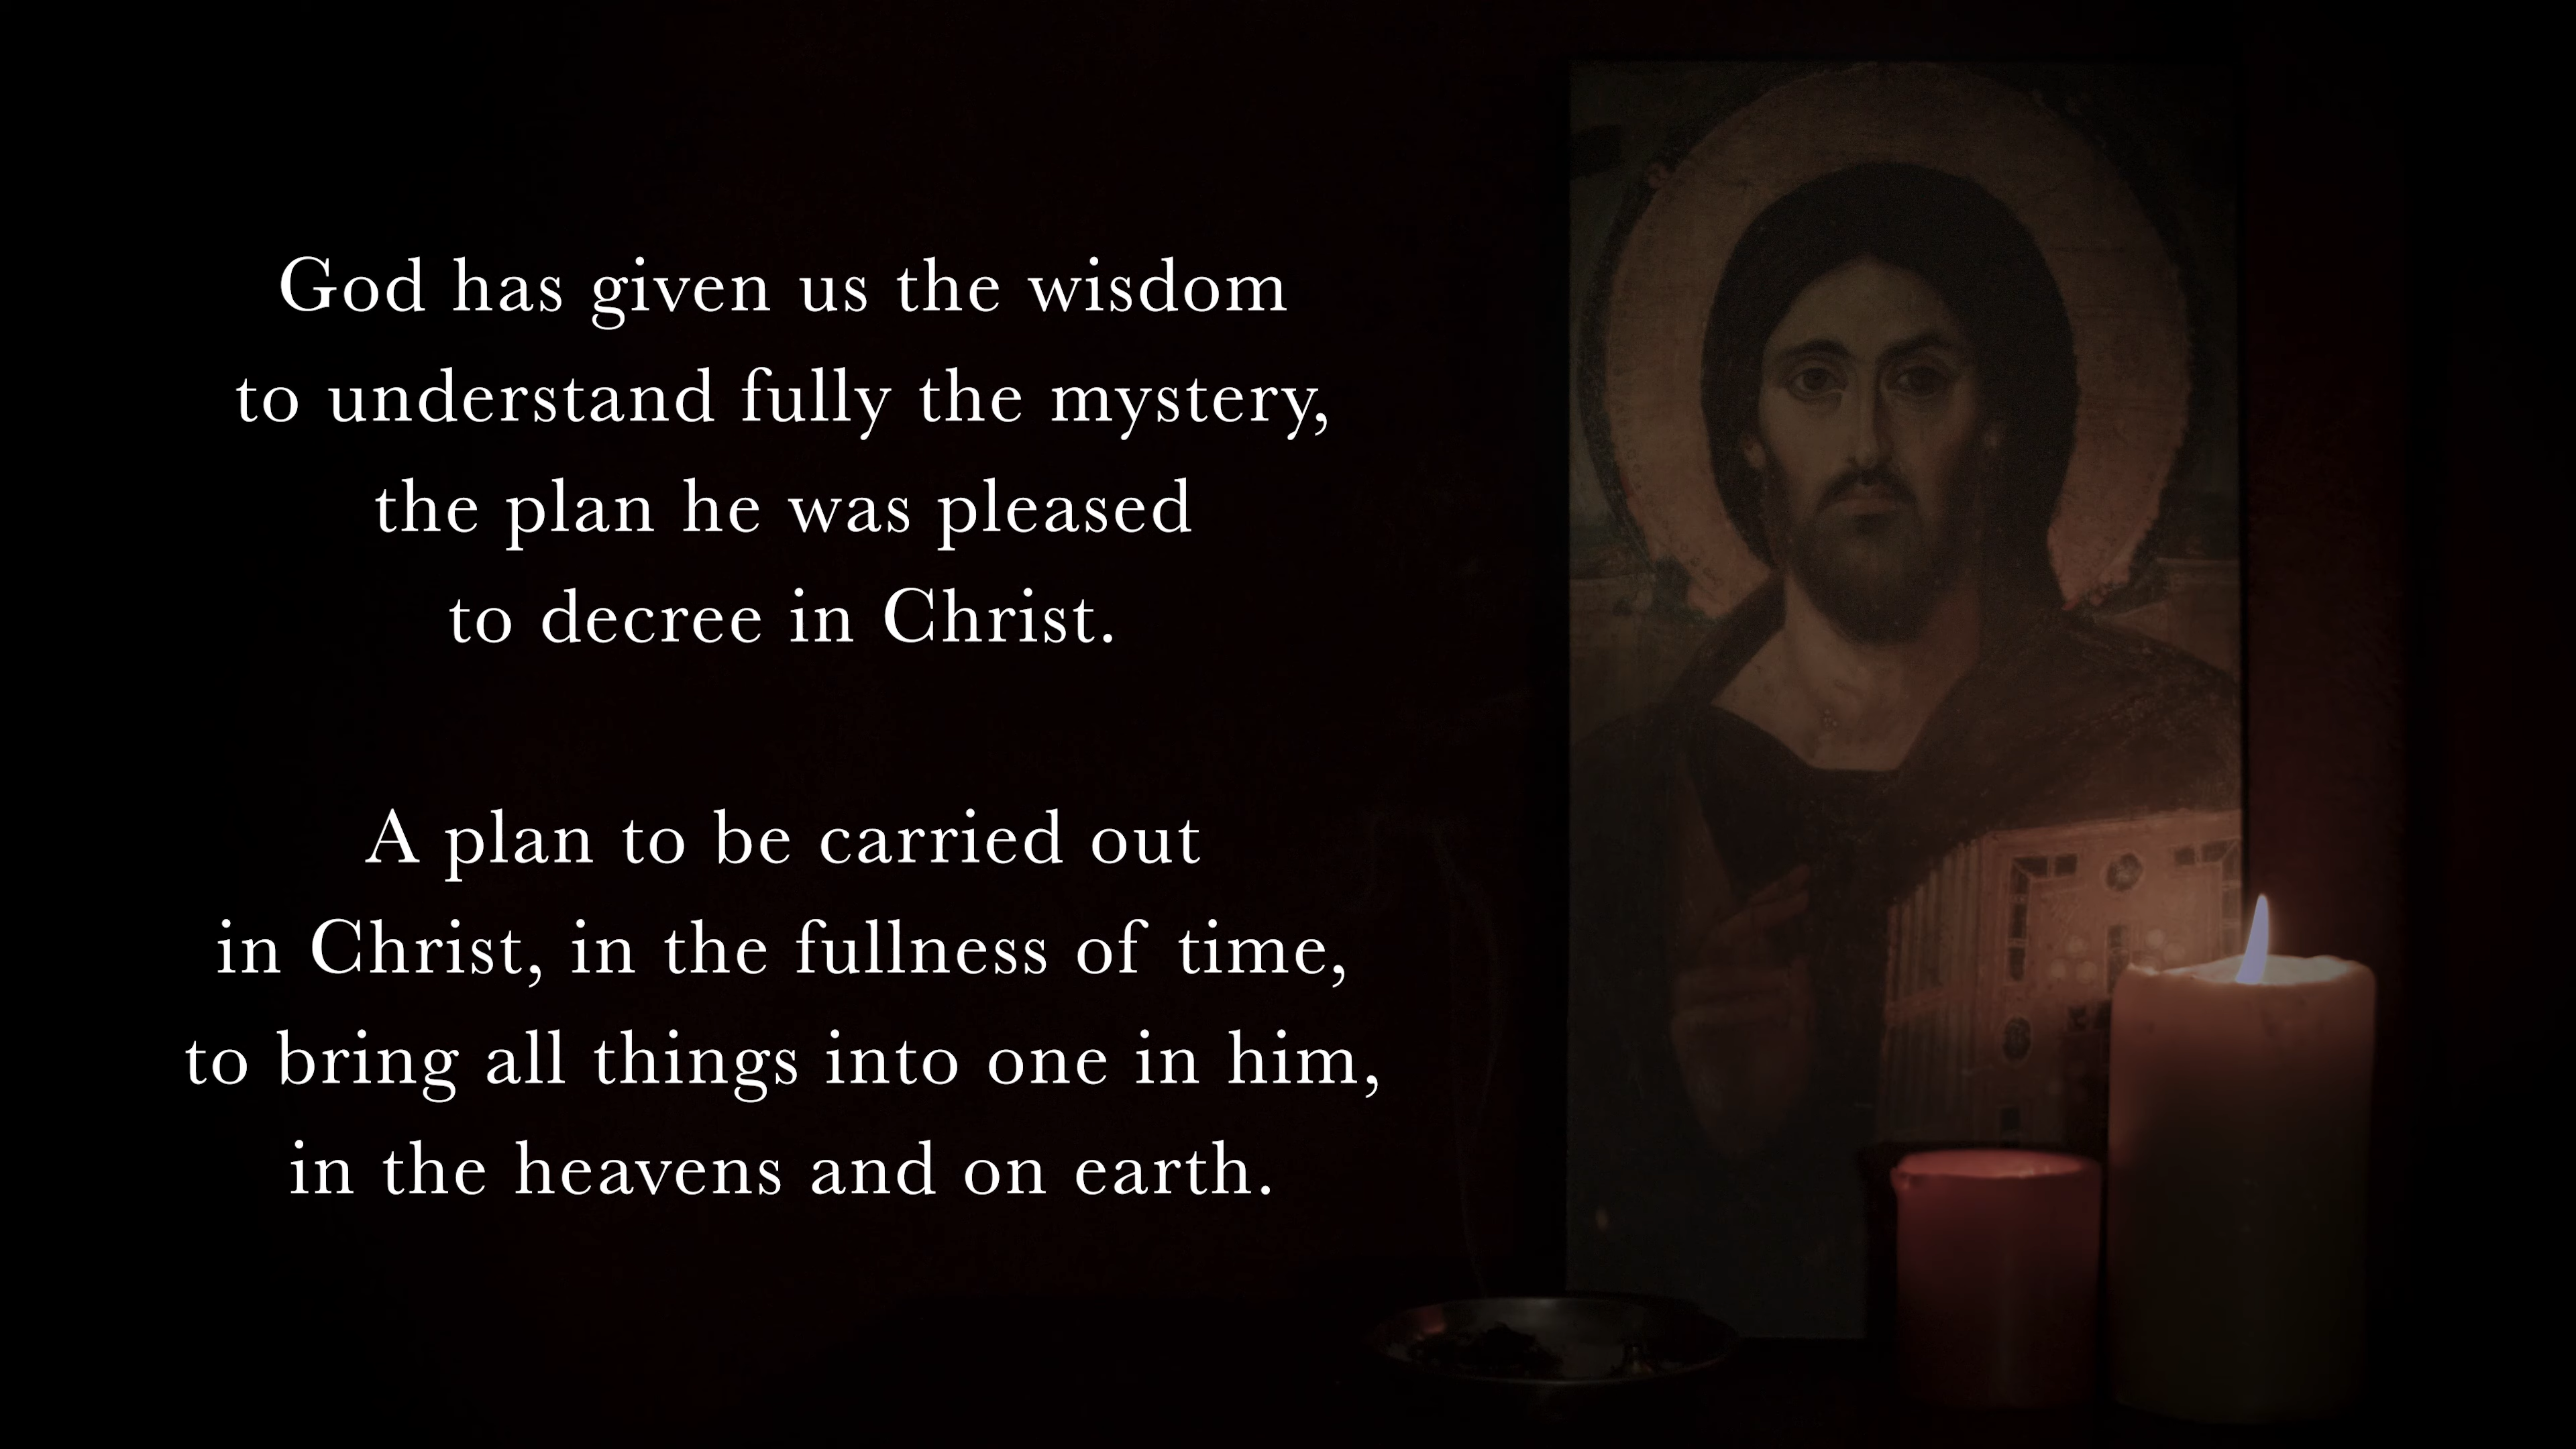 God has given us the wisdom
to understand fully the mystery,
the plan he was pleased
to decree in Christ.
A plan to be carried out
in Christ, in the fullness of time,
to bring all things into one in him,
in the heavens and on earth.